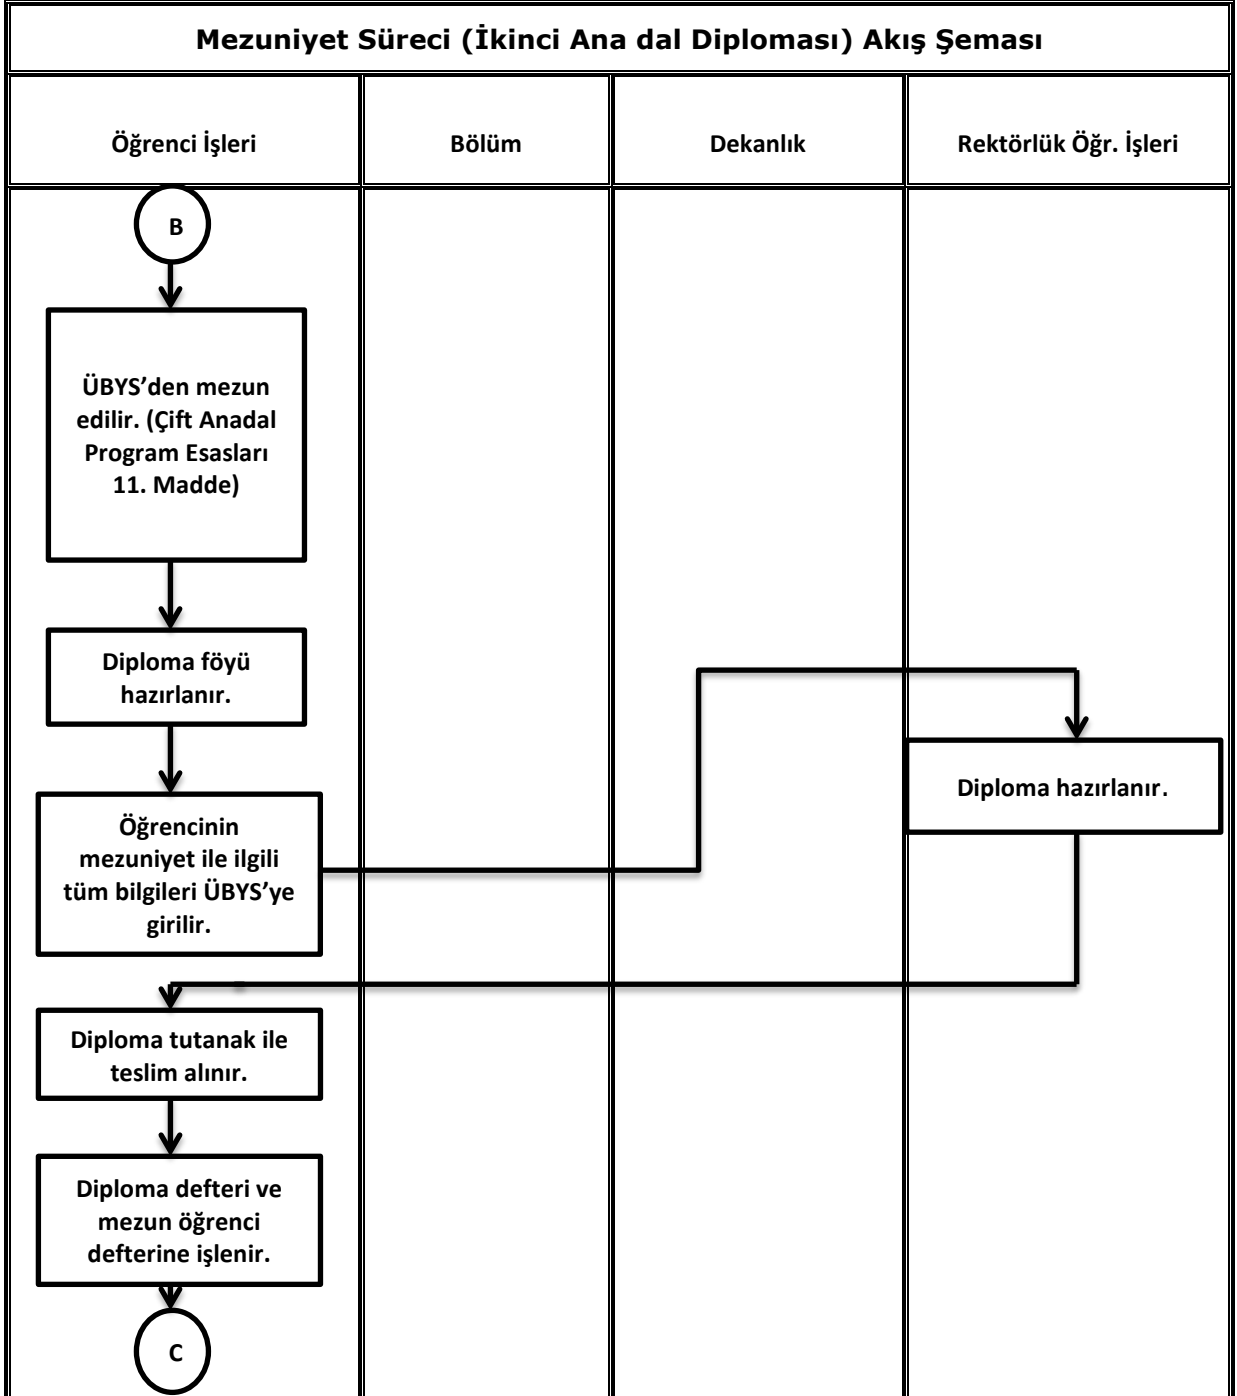 Mezuniyet Süreci (İkinci Ana dal Diploması) Akış Şeması
Öğrenci İşleri
Bölüm
Dekanlık
Rektörlük Öğr. İşleri
B
ÜBYS’den mezun
edilir. (Çift Anadal
Program Esasları
11. Madde)
Diploma föyü
hazırlanır.
Öğrencinin
mezuniyet ile ilgili
tüm bilgileri ÜBYS’ye
girilir.
Diploma hazırlanır.
Diploma tutanak ile
teslim alınır.
Diploma defteri ve
mezun öğrenci
defterine işlenir.
C